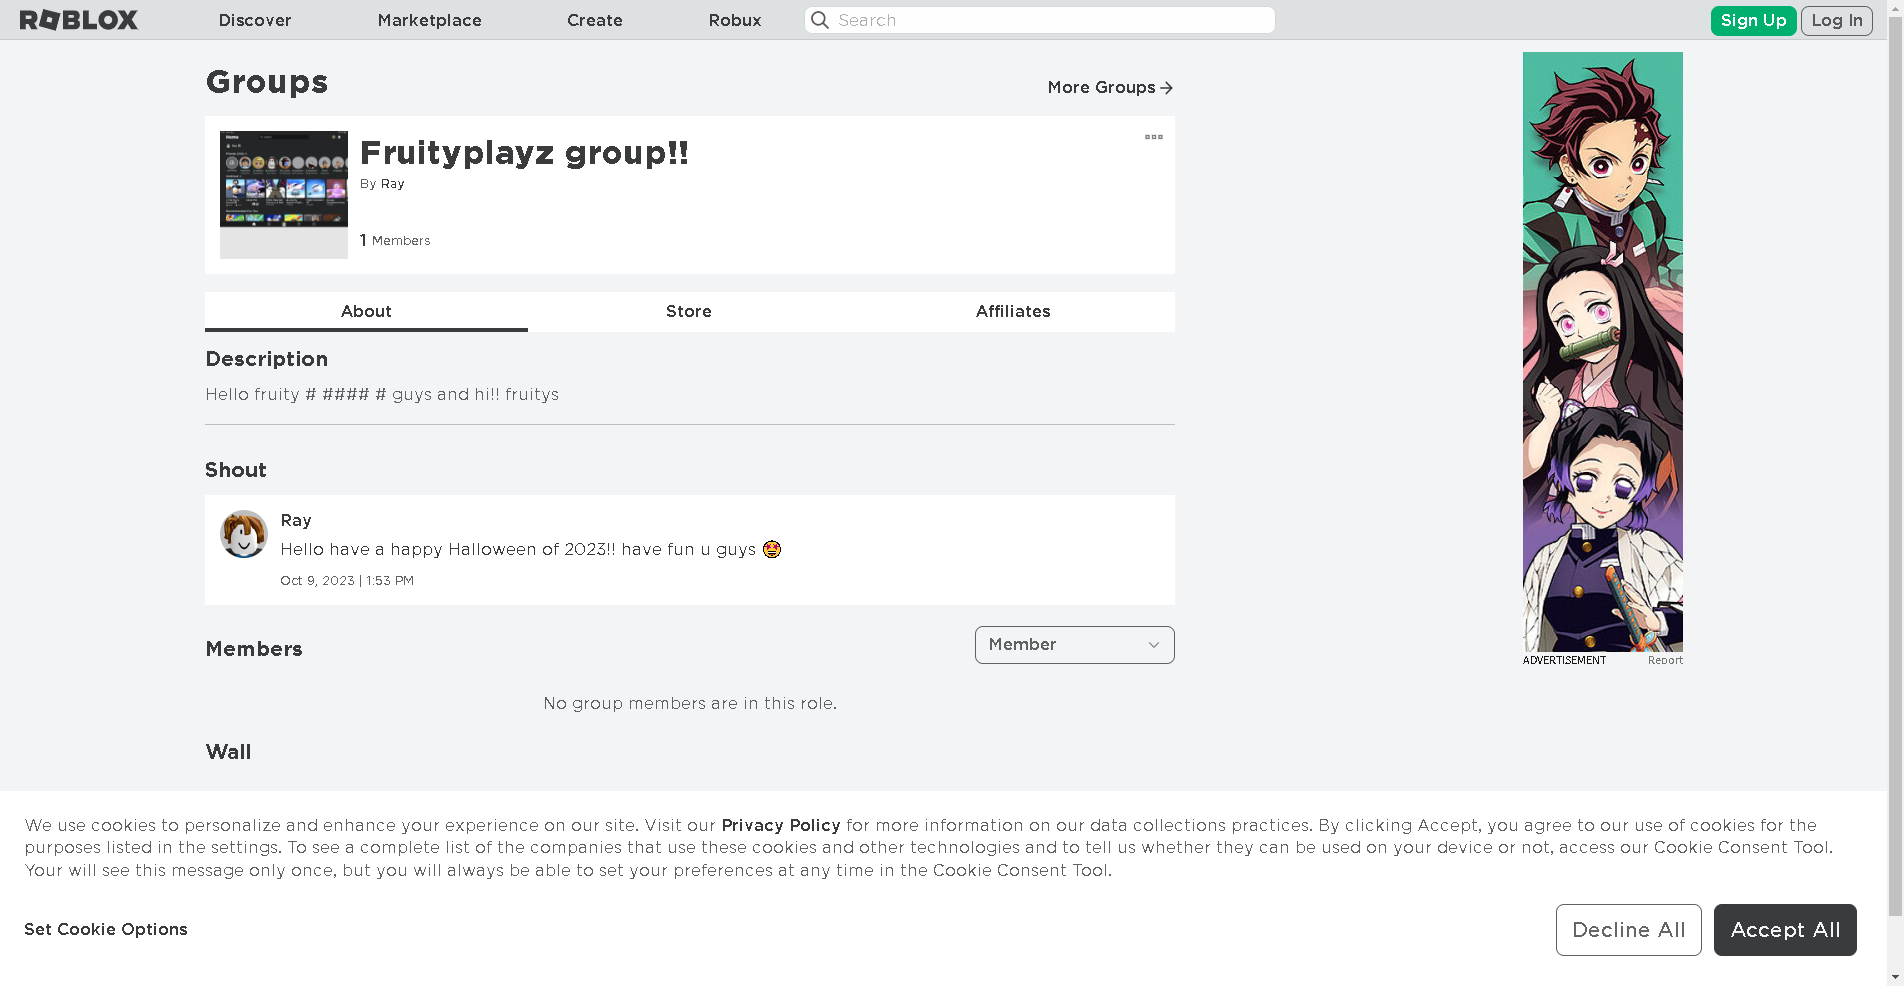 ROBLOX
Discover
Marketplace
Create
Robux
Search
Sign Up
Log In
Groups
More Groups
Fruityplayz group!!
By Ray
1 Members
About
Store
Affiliates
Description
Hello fruity # #### # guys and hi!! fruitys
Shout
Ray
Hello have a happy Halloween of 2023!! have fun u guys 🤩
Oct 9, 2023 | 1:53 PM
Members
Member
No group members are in this role.
Wall
ADVERTISEMENT
Report
We use cookies to personalize and enhance your experience on our site. Visit our Privacy Policy for more information on our data collections practices. By clicking Accept, you agree to our use of cookies for the
purposes listed in the settings. To see a complete list of the companies that use these cookies and other technologies and to tell us whether they can be used on your device or not, access our Cookie Consent Tool.
Your will see this message only once, but you will always be able to set your preferences at any time in the Cookie Consent Tool.
Set Cookie Options
Decline All
Accept All